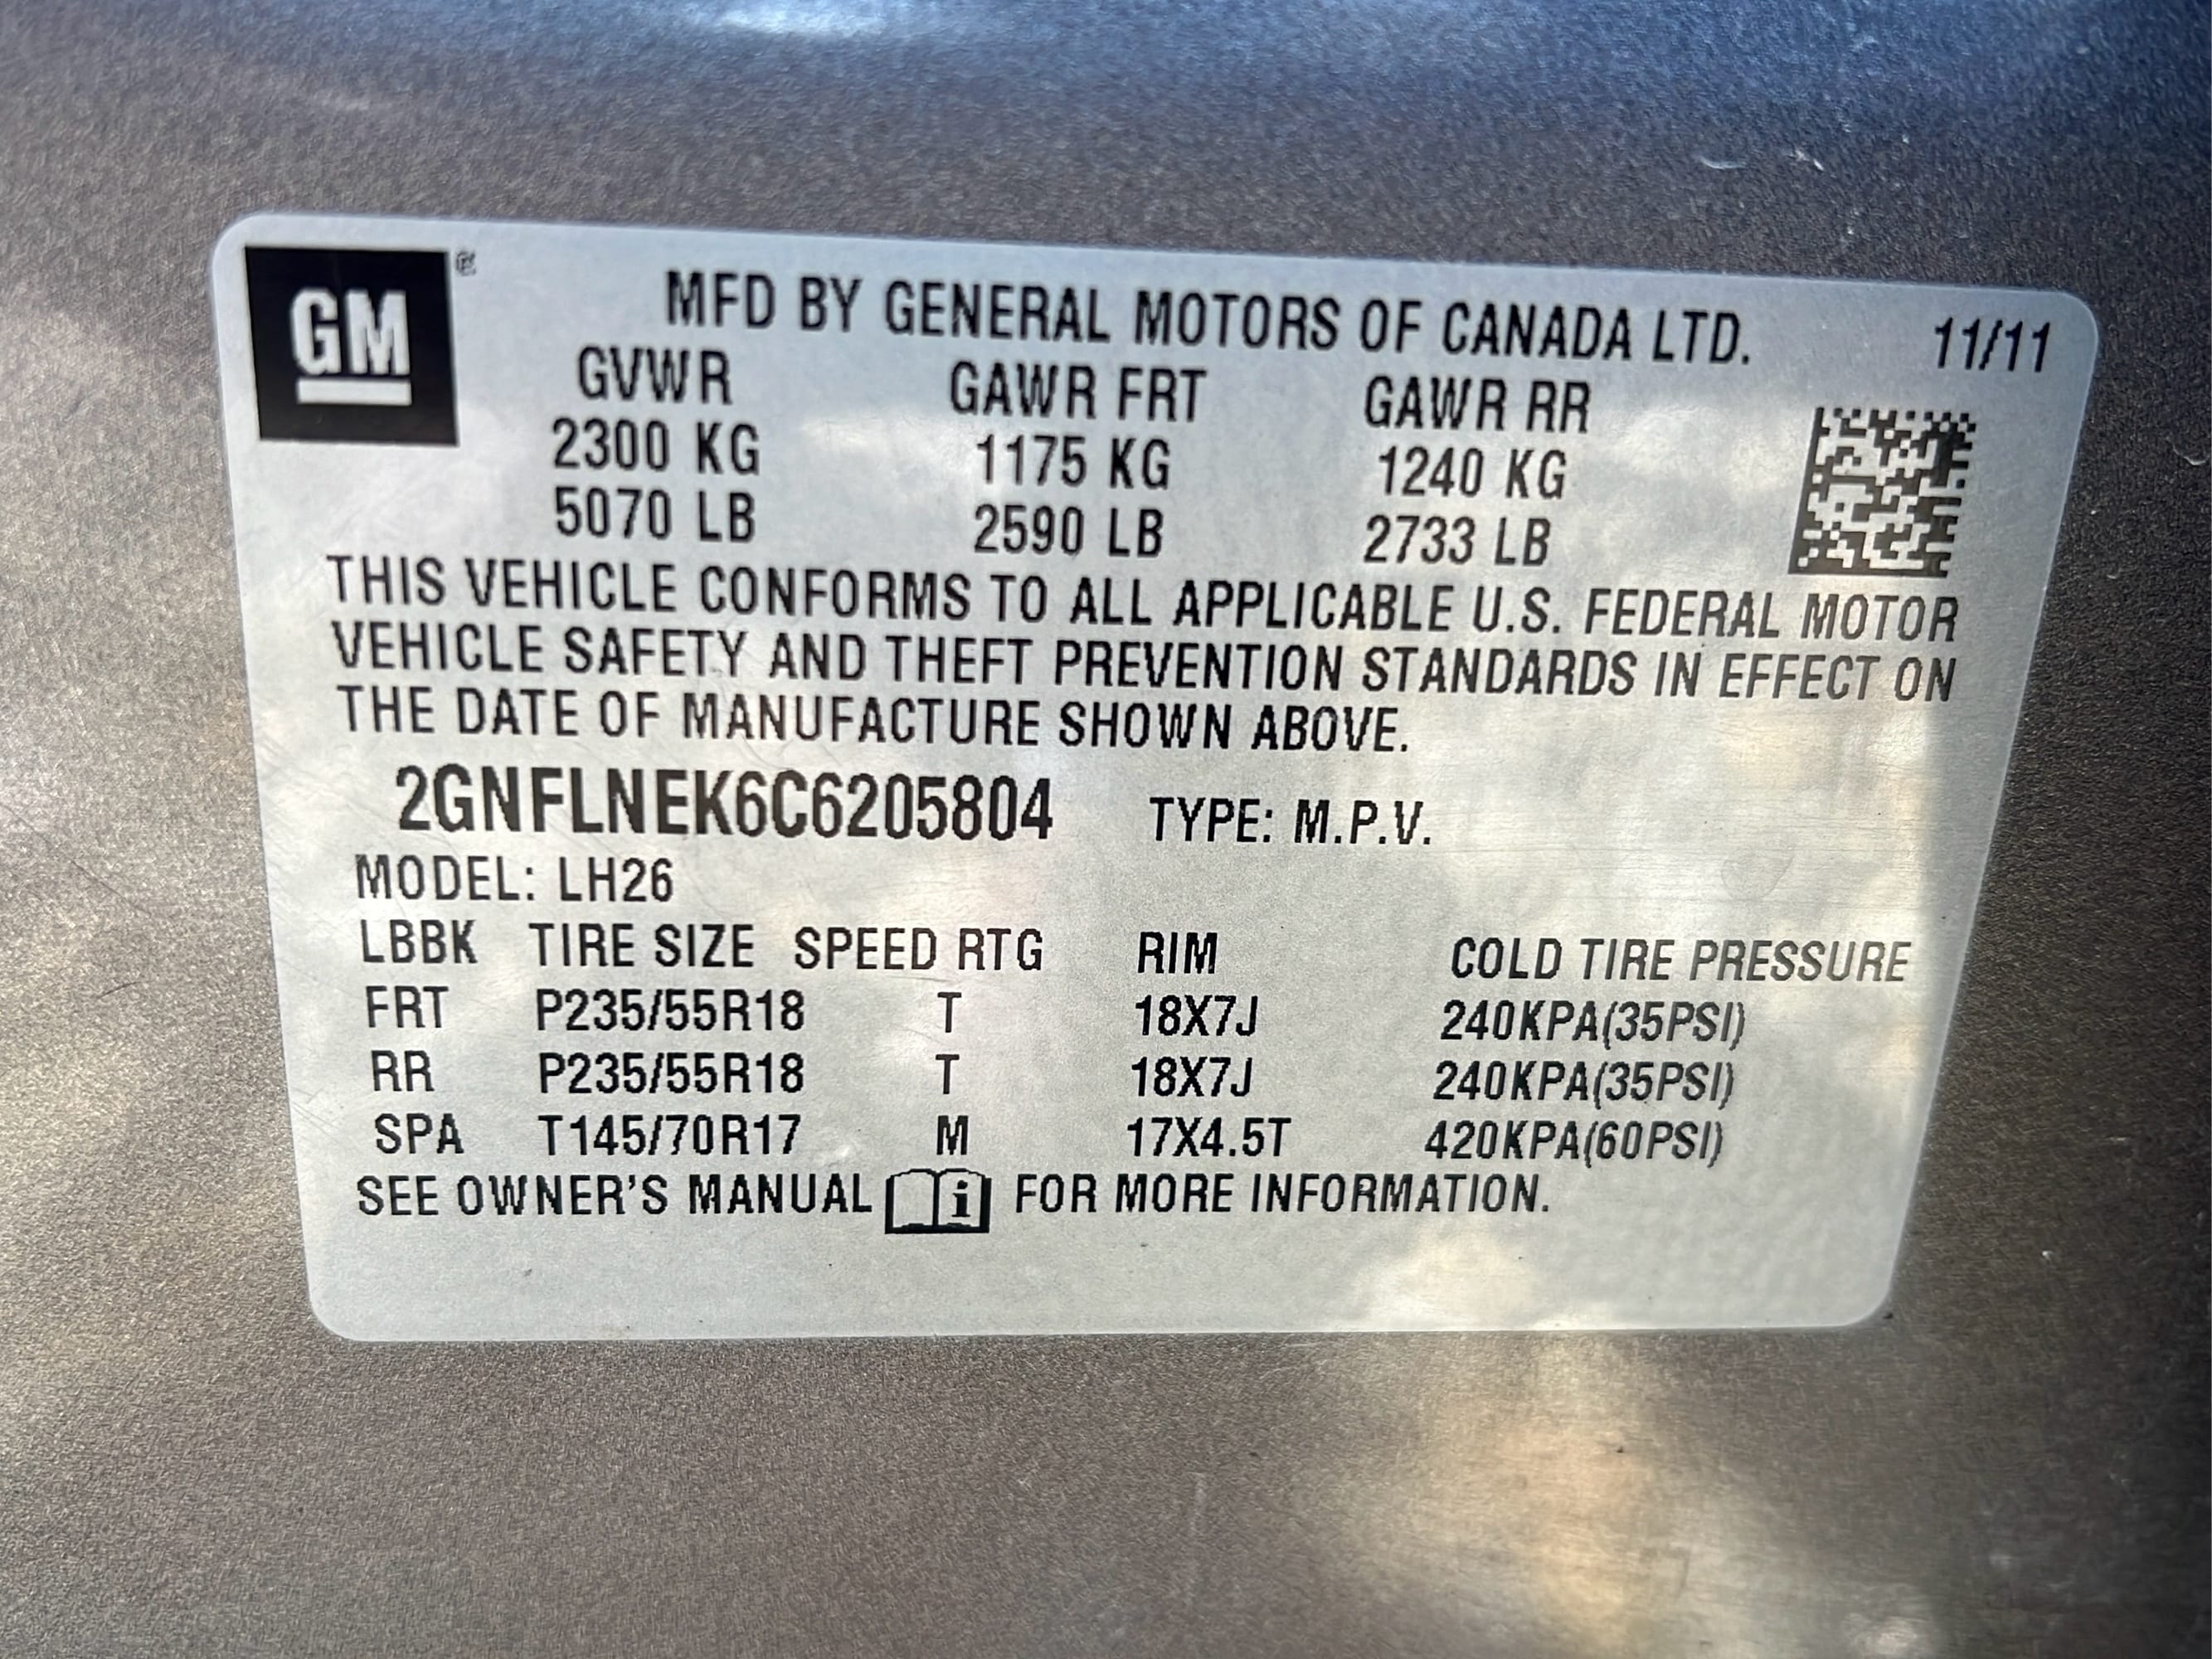 GM
MFD BY GENERAL MOTORS OF CANADA LTD. 11/11
GVWR GAWR FRT GAWR RR
2300 KG 1175 KG 1240 KG
5070 LB 2590 LB 2733 LB
THIS VEHICLE CONFORMS TO ALL APPLICABLE U.S. FEDERAL MOTOR
VEHICLE SAFETY AND THEFT PREVENTION STANDARDS IN EFFECT ON
THE DATE OF MANUFACTURE SHOWN ABOVE.
2GNFLNEK6C6205804 TYPE: M.P.V.
MODEL: LH26
LBBK TIRE SIZE SPEED RTG RIM COLD TIRE PRESSURE
FRT P235/55R18 T 18X7J 240KPA(35PSI)
RR P235/55R18 T 18X7J 240KPA(35PSI)
SPA T145/70R17 M 17X4.5T 420KPA(60PSI)
SEE OWNER'S MANUAL i FOR MORE INFORMATION.